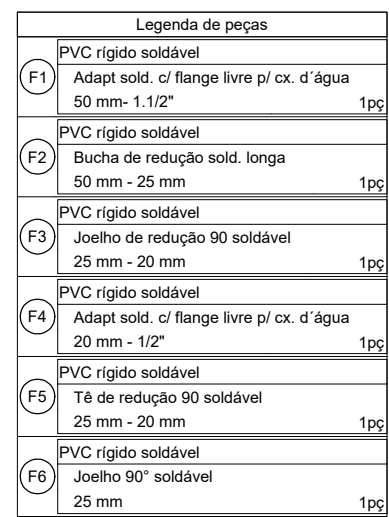 Legenda de peças
PVC rígido soldável
F1
Adapt sold. c/ flange livre p/ cx. d´água
50 mm- 1.1/2" 1pç
PVC rígido soldável
F2
Bucha de redução sold. longa
50 mm - 25 mm 1pç
PVC rígido soldável
F3
Joelho de redução 90 soldável
25 mm - 20 mm 1pç
PVC rígido soldável
F4
Adapt sold. c/ flange livre p/ cx. d´água
20 mm - 1/2" 1pç
PVC rígido soldável
F5
Tê de redução 90 soldável
25 mm - 20 mm 1pç
PVC rígido soldável
F6
Joelho 90° soldável
25 mm 1pç